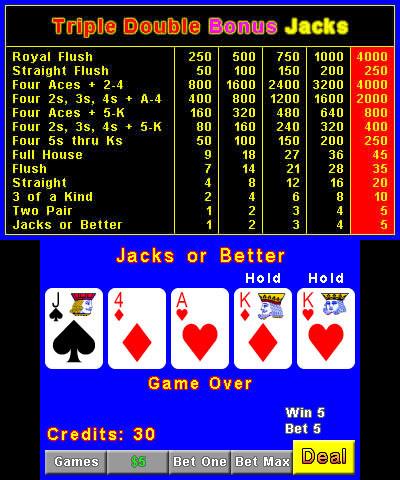 Triple Double Bonus Jacks
Royal Flush 250 500 750 1000 4000
Straight Flush 50 100 150 200 250
Four Aces + 2-4 800 1600 2400 3200 4000
Four 2s, 3s, 4s + A-4 400 800 1200 1600 2000
Four Aces + 5-K 160 320 480 640 800
Four 2s, 3s, 4s + 5-K 80 160 240 320 400
Four 5s thru Ks 50 100 150 200 250
Full House 9 18 27 36 45
Flush 7 14 21 28 35
Straight 4 8 12 16 20
3 of a Kind 2 4 6 8 10
Two Pair 1 2 3 4 5
Jacks or Better 1 2 3 4 5
Jacks or Better
Hold Hold
J 4 A K K
Game Over
Win 5
Credits: 30 Bet 5
Games $5 Bet One Bet Max Deal